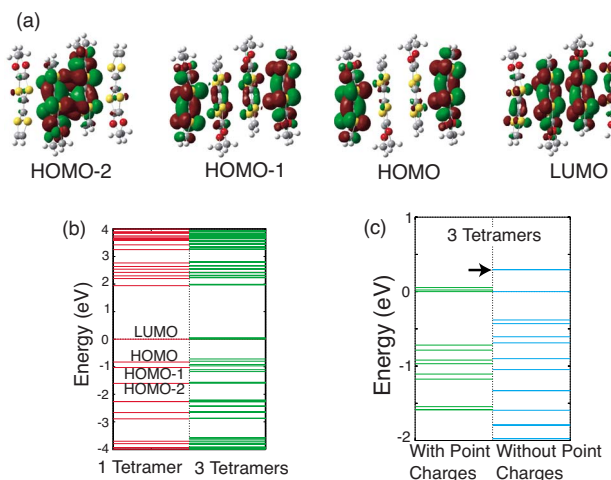 (a)
HOMO-2
HOMO-1
HOMO
LUMO
(b)
Energy (eV)
4
3
2
1
0
-1
-2
-3
-4
LUMO
HOMO
HOMO-1
HOMO-2
1 Tetramer
3 Tetramers
(c)
3 Tetramers
Energy (eV)
1
0
-1
-2
With Point
Charges
Without Point
Charges